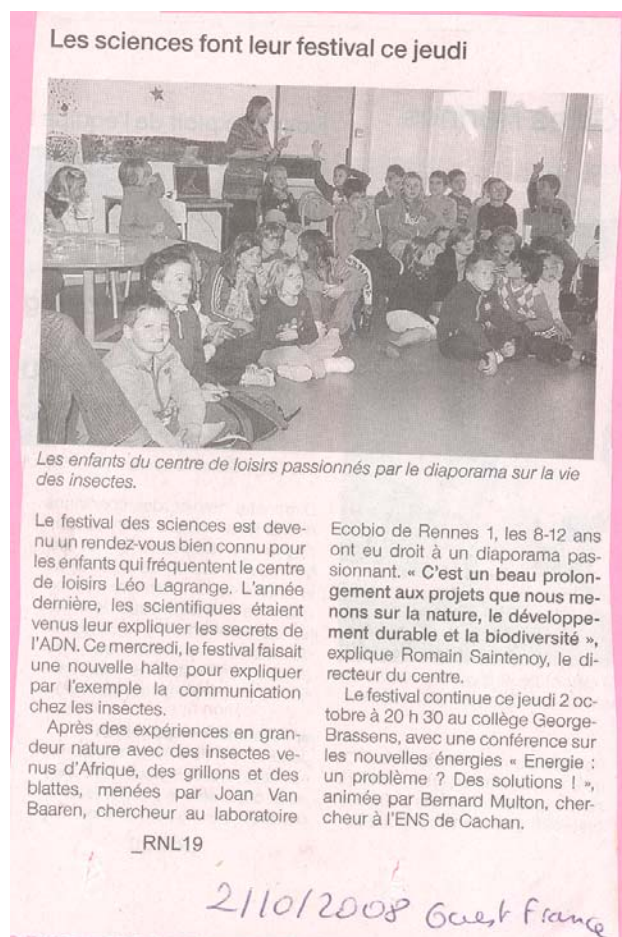 Les sciences font leur festival ce jeudi
Les enfants du centre de loisirs passionnés par le diaporama sur la vie
des insectes.
Le festival des sciences est deve-
nu un rendez-vous bien connu pour
les enfants qui fréquentent le centre
de loisirs Léo Lagrange. L'année
dernière, les scientifiques étaient
venus leur expliquer les secrets de
l'ADN. Ce mercredi, le festival faisait
une nouvelle halte pour expliquer
par l'exemple la communication
chez les insectes.
Après des expériences en gran-
deur nature avec des insectes ve-
nus d'Afrique, des grillons et des
blattes, menées par Joan Van
Baaren, chercheur au laboratoire
Ecobio de Rennes 1, les 8-12 ans
ont eu droit à un diaporama pas-
sionnant. « C'est un beau prolon-
gement aux projets que nous me-
nons sur la nature, le développe-
ment durable et la biodiversité »,
explique Romain Saintenoy, le di-
recteur du centre.
Le festival continue ce jeudi 2 oc-
tobre à 20 h 30 au collège George-
Brassens, avec une conférence sur
les nouvelles énergies « Energie :
un problème ? Des solutions ! »,
animée par Bernard Multon, cher-
cheur à l'ENS de Cachan.
_RNL19
2/10/2008 Ouest France